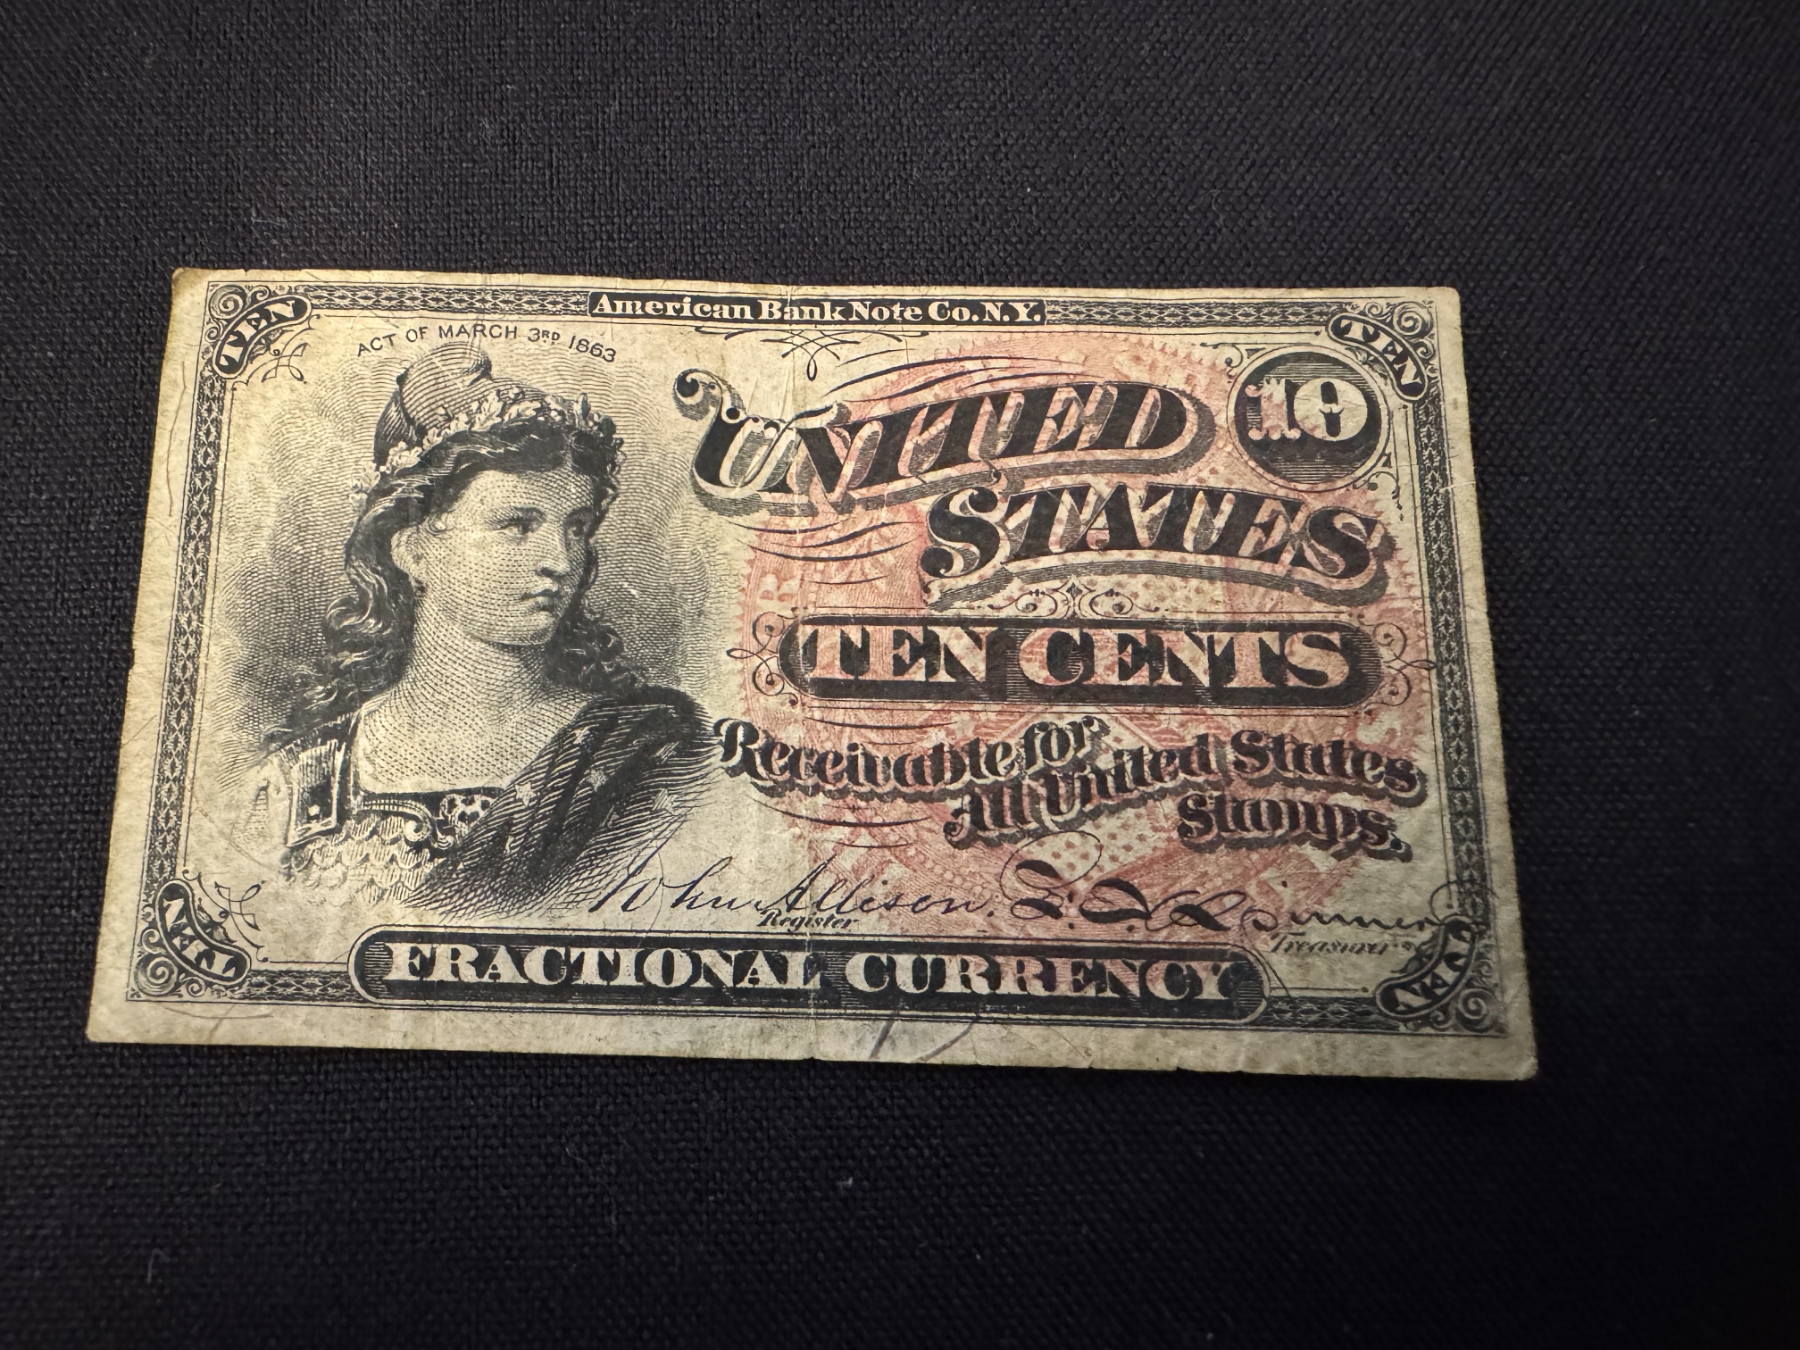 American Bank Note Co. N.Y.
TEN
TEN
ACT OF MARCH 3RD 1863
10
UNITED
STATES
TEN CENTS
Receivable for
All United States
Stamps.
John Allison.
Register
F. E. Spinner
Treasurer
TEN
TEN
FRACTIONAL CURRENCY